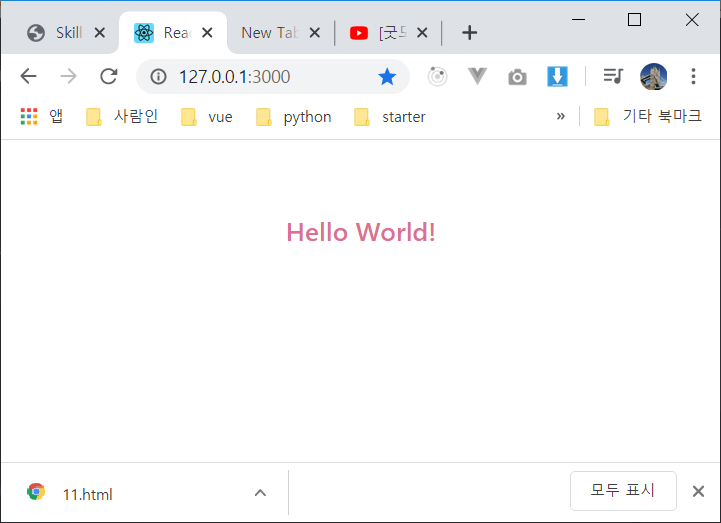 Skill
Rea
New Tab
[굿모
127.0.0.1:3000
앱
사람인
vue
python
starter
»
기타 북마크
Hello World!
11.html
모두 표시